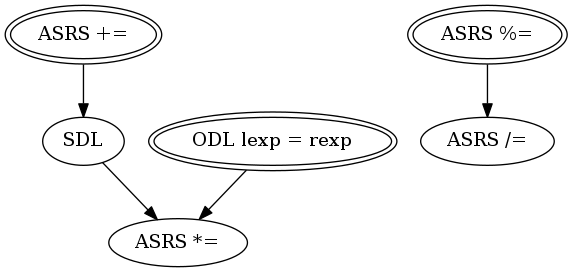 ASRS +=
ASRS %=
SDL
ODL lexp = rexp
ASRS /=
ASRS *=